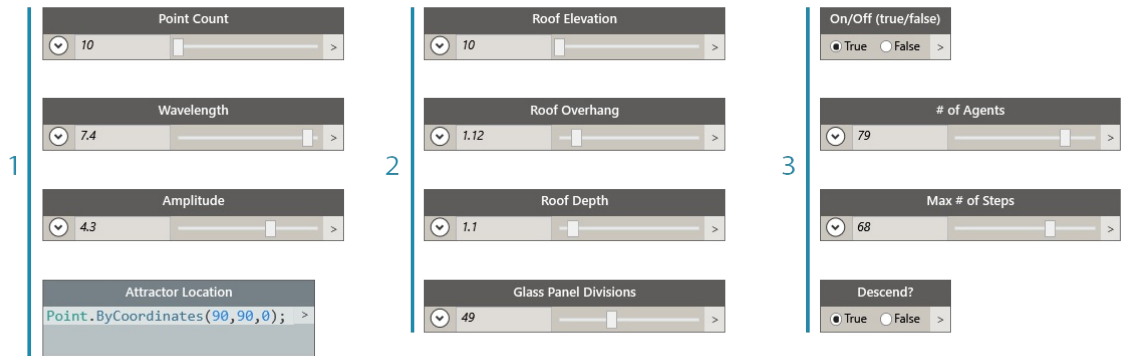 1
Point Count
10
>
Wavelength
7.4
>
Amplitude
4.3
>
Attractor Location
Point.ByCoordinates(90,90,0); >
2
Roof Elevation
10
>
Roof Overhang
1.12
>
Roof Depth
1.1
>
Glass Panel Divisions
49
>
3
On/Off (true/false)
True False >
# of Agents
79
>
Max # of Steps
68
>
Descend?
True False >